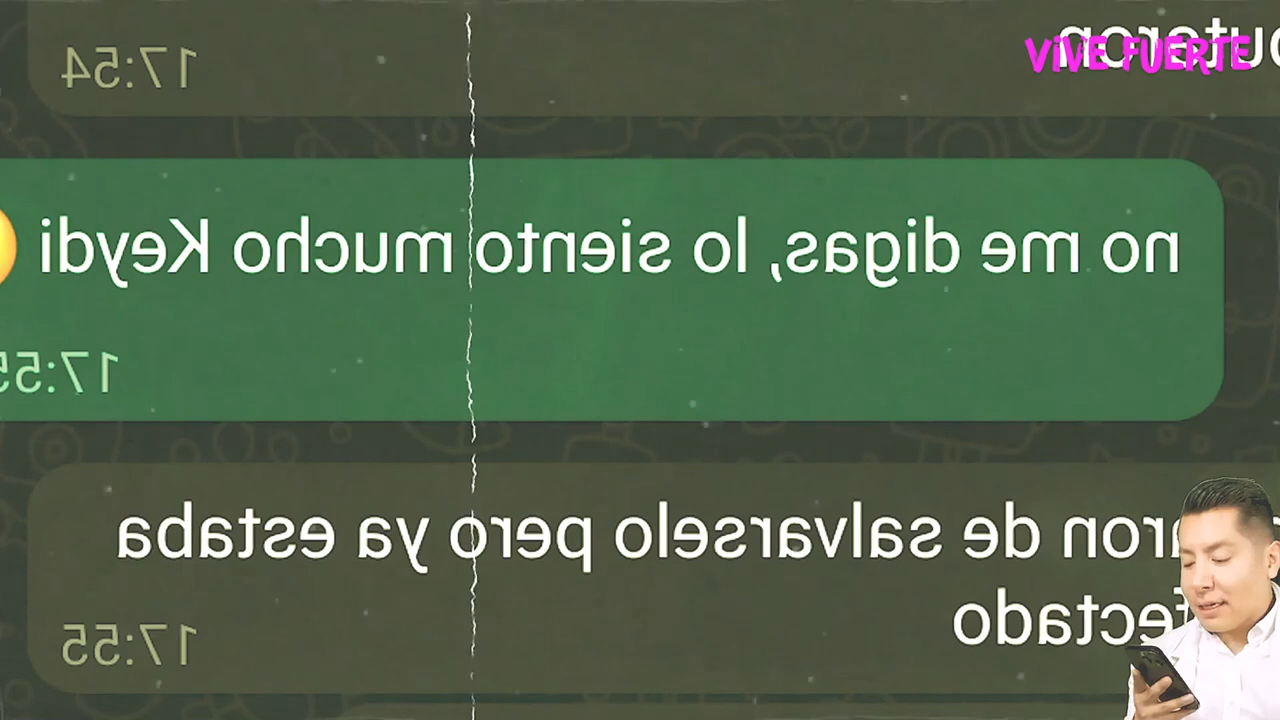 VIVE FUERTE
17:54
no me digas, lo siento mucho Keydi
17:55
de salvarselo pero ya estaba
17:55